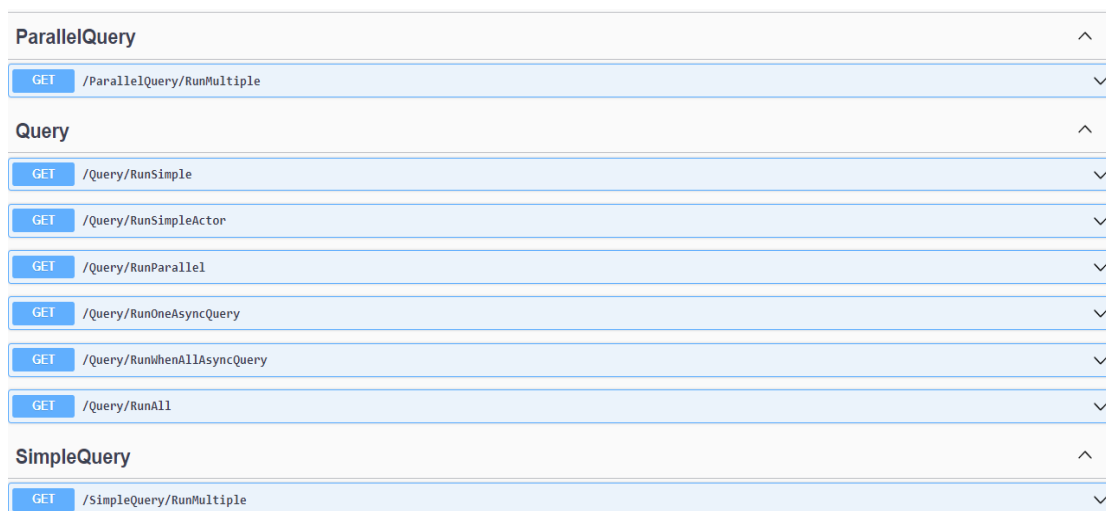 ParallelQuery
GET /ParallelQuery/RunMultiple
Query
GET /Query/RunSimple
GET /Query/RunSimpleActor
GET /Query/RunParallel
GET /Query/RunOneAsyncQuery
GET /Query/RunWhenAllAsyncQuery
GET /Query/RunAll
SimpleQuery
GET /SimpleQuery/RunMultiple